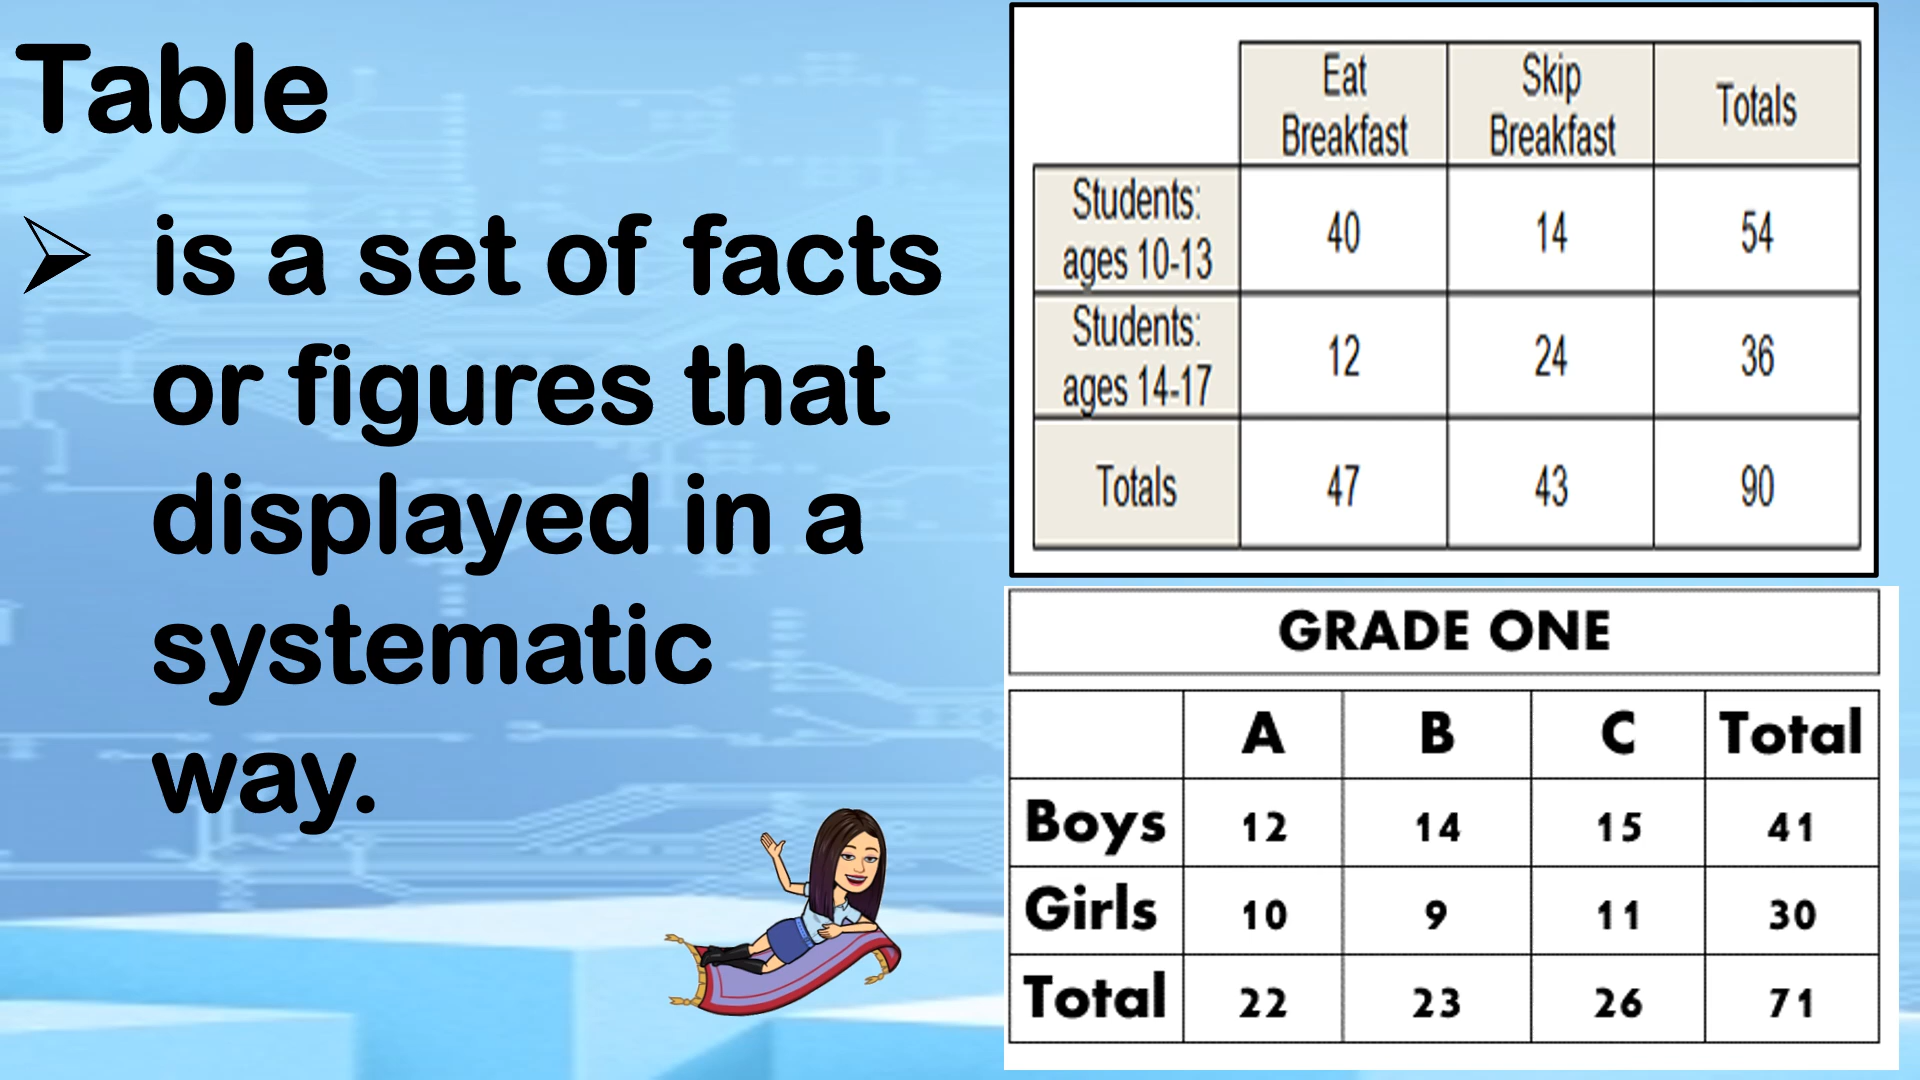 Table
is a set of facts
or figures that
displayed in a
systematic
way.
Eat Breakfast Skip Breakfast Totals
Students: ages 10-13 40 14 54
Students: ages 14-17 12 24 36
Totals 47 43 90
GRADE ONE
A B C Total
Boys 12 14 15 41
Girls 10 9 11 30
Total 22 23 26 71